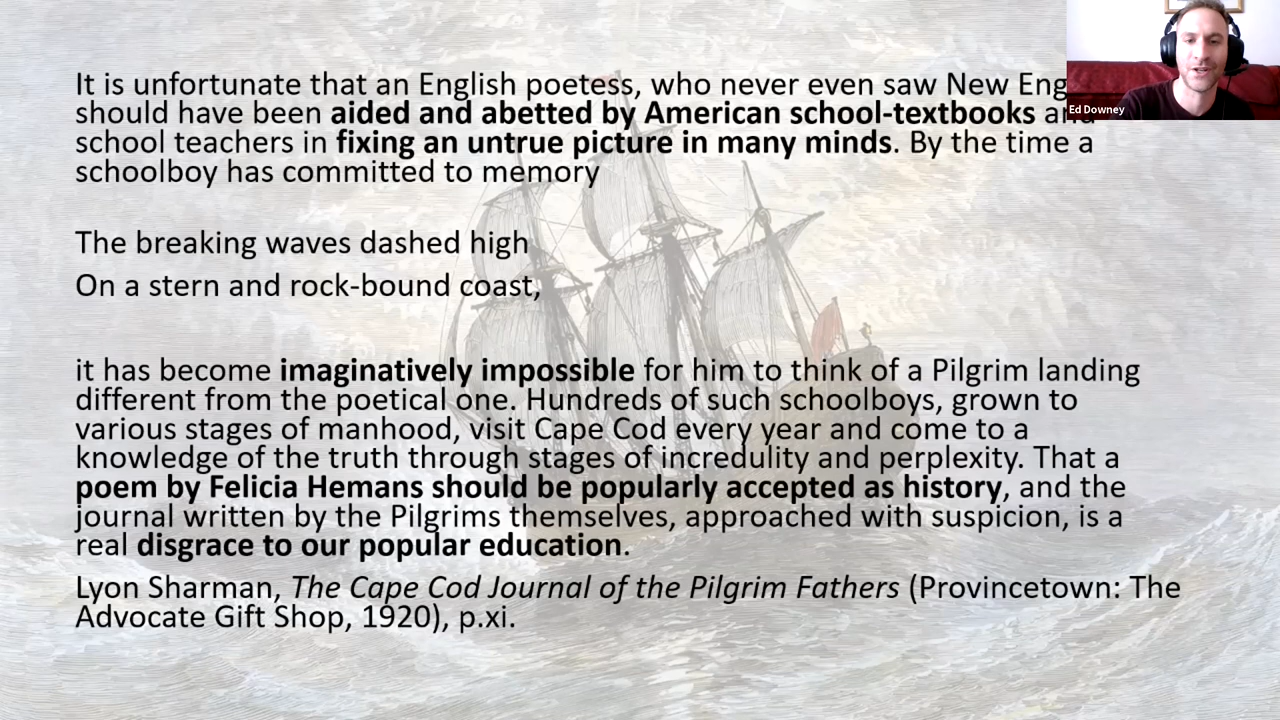 It is unfortunate that an English poetess, who never even saw New Eng
should have been aided and abetted by American school-textbooks and
school teachers in fixing an untrue picture in many minds. By the time a
schoolboy has committed to memory
The breaking waves dashed high
On a stern and rock-bound coast,
it has become imaginatively impossible for him to think of a Pilgrim landing
different from the poetical one. Hundreds of such schoolboys, grown to
various stages of manhood, visit Cape Cod every year and come to a
knowledge of the truth through stages of incredulity and perplexity. That a
poem by Felicia Hemans should be popularly accepted as history, and the
journal written by the Pilgrims themselves, approached with suspicion, is a
real disgrace to our popular education.
Lyon Sharman, The Cape Cod Journal of the Pilgrim Fathers (Provincetown: The
Advocate Gift Shop, 1920), p.xi.
Ed Downey